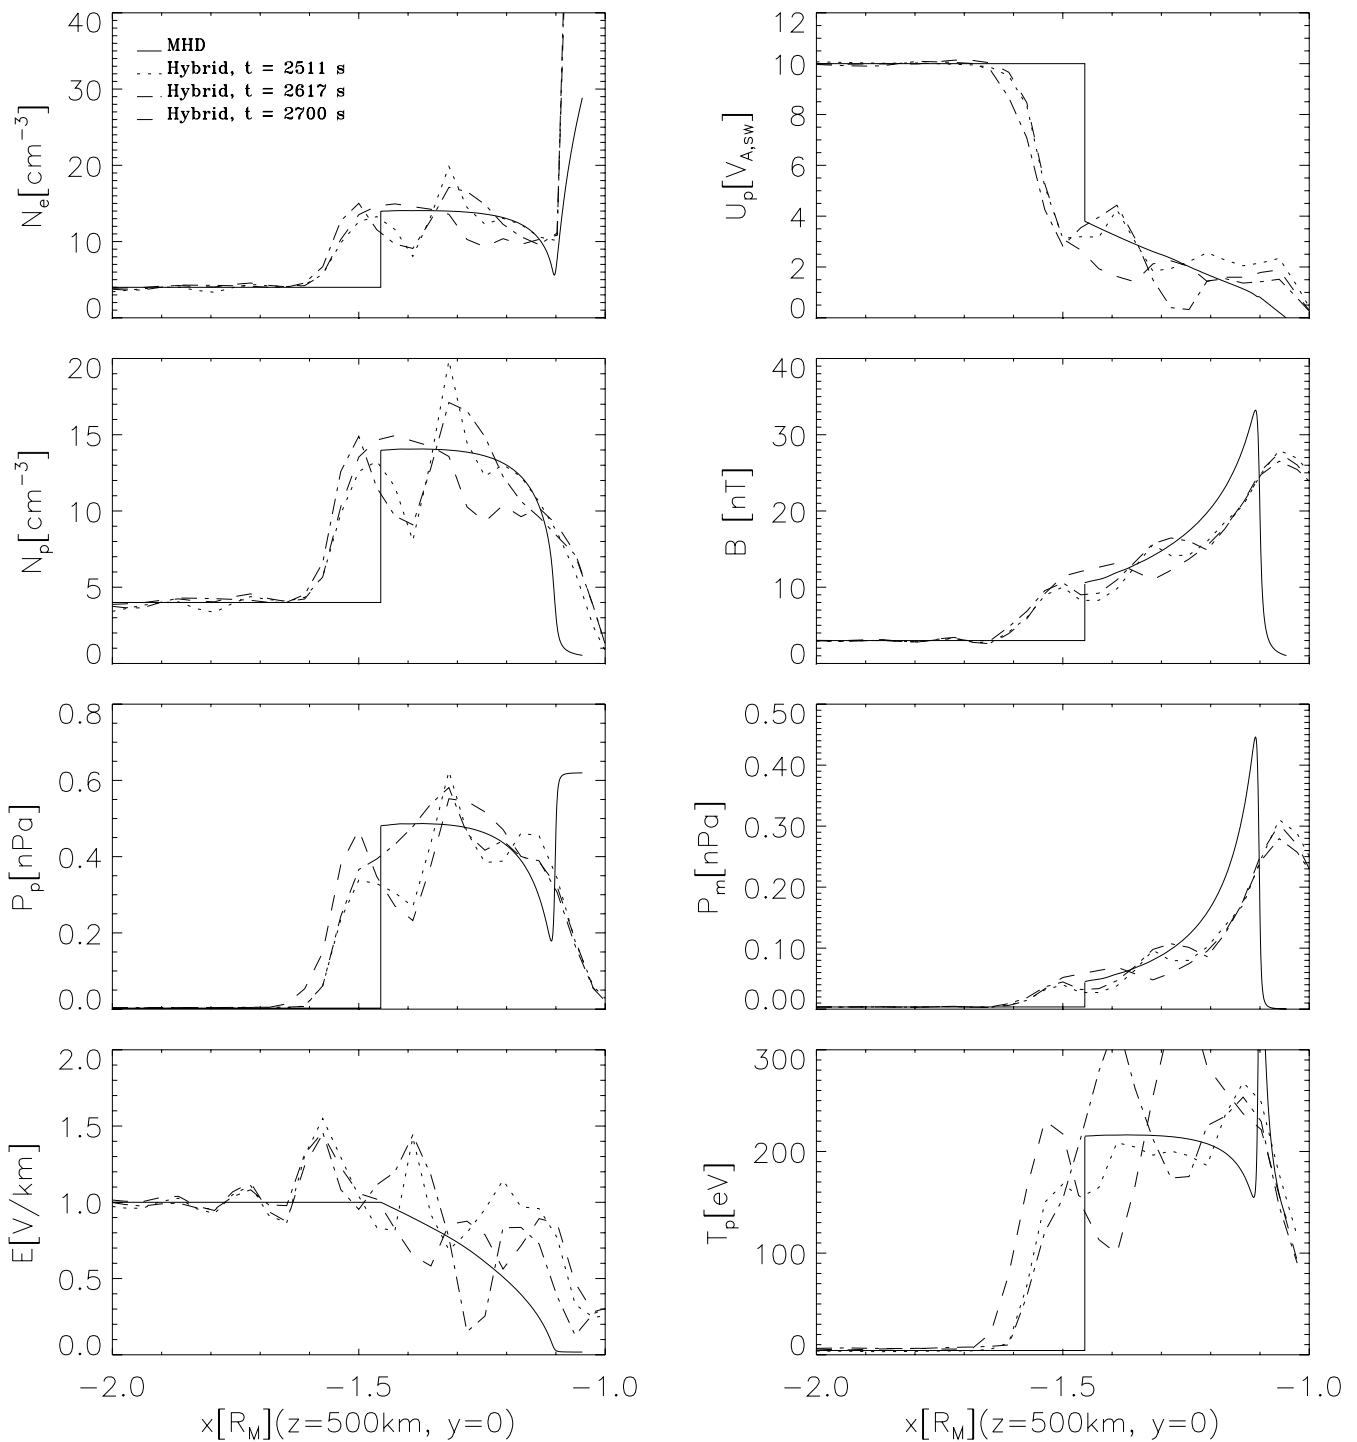 40
30
20
10
0
N_e[cm^-3]
MHD
Hybrid, t = 2511 s
Hybrid, t = 2617 s
Hybrid, t = 2700 s
12
10
8
6
4
2
0
U_p[V_A,sw]
20
15
10
5
0
N_p[cm^-3]
40
30
20
10
0
B [nT]
0.8
0.6
0.4
0.2
0.0
P_p[nPa]
0.50
0.40
0.30
0.20
0.10
0.00
P_m[nPa]
2.0
1.5
1.0
0.5
0.0
E[V/km]
-2.0 -1.5 -1.0
x[R_M](z=500km, y=0)
300
200
100
0
T_p[eV]
-2.0 -1.5 -1.0
x[R_M](z=500km, y=0)